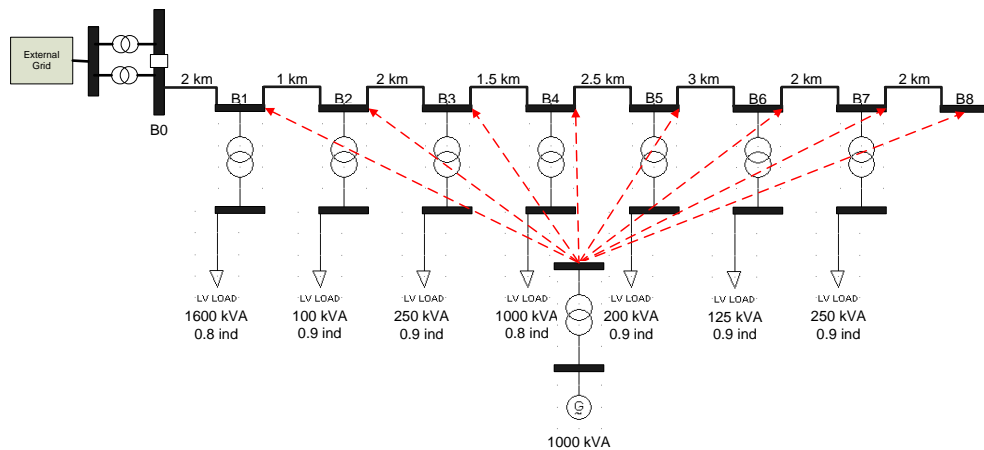 External
Grid
2 km
1 km
2 km
1.5 km
2.5 km
3 km
2 km
2 km
B0
B1
B2
B3
B4
B5
B6
B7
B8
LV LOAD
1600 kVA
0.8 ind
LV LOAD
100 kVA
0.9 ind
LV LOAD
250 kVA
0.9 ind
LV LOAD
1000 kVA
0.8 ind
LV LOAD
200 kVA
0.9 ind
LV LOAD
125 kVA
0.9 ind
LV LOAD
250 kVA
0.9 ind
G
~
1000 kVA